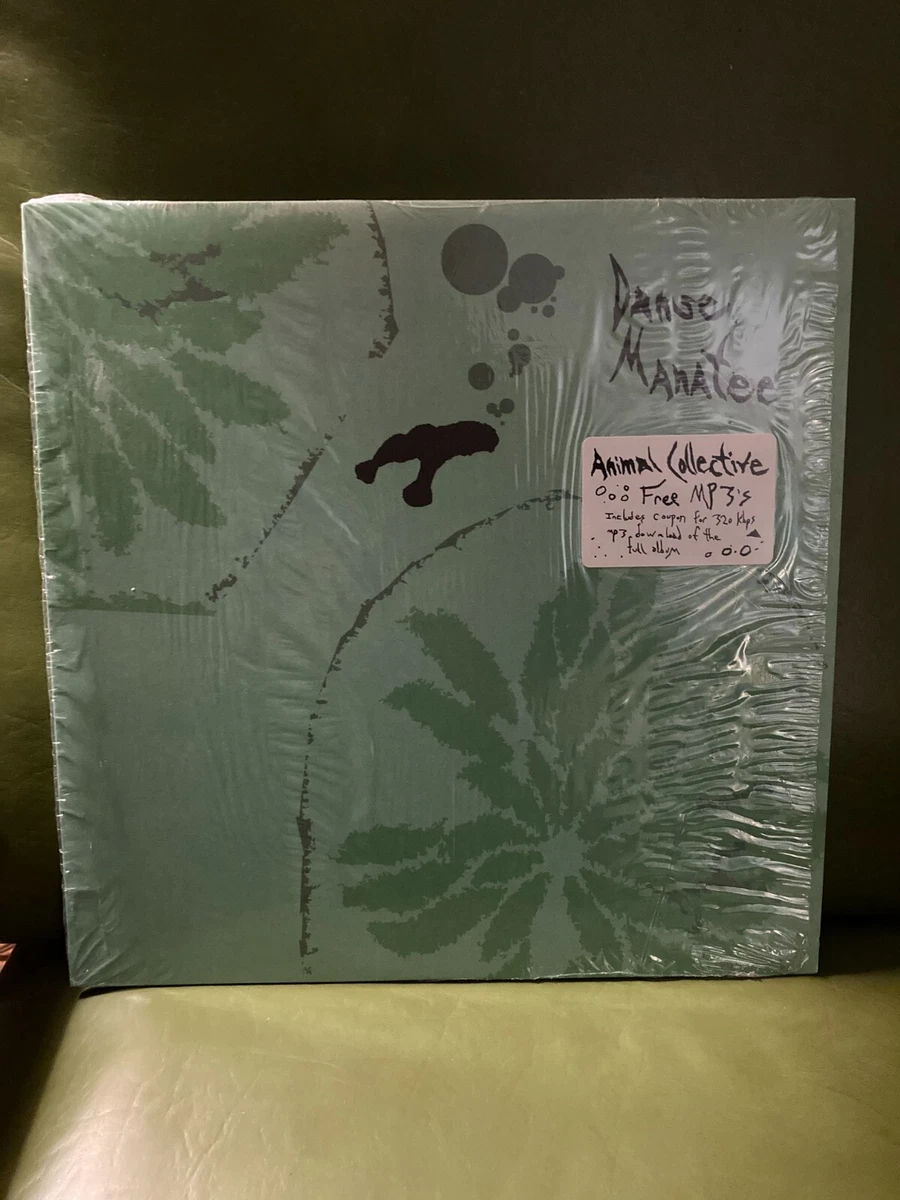 Danse
Manatee
Animal Collective
Free MP3's
Includes coupon for 320 kbps
mp3 download of the
full album